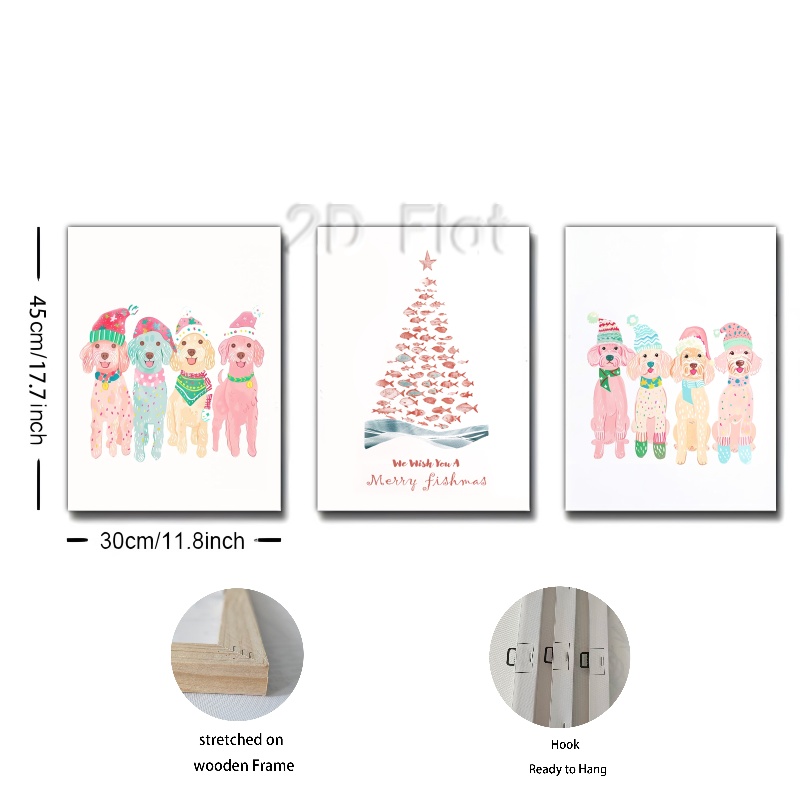 2D Flat
45cm/17.7inch
We Wish You A
Merry fishmas
30cm/11.8inch
stretched on
wooden Frame
Hook
Ready to Hang